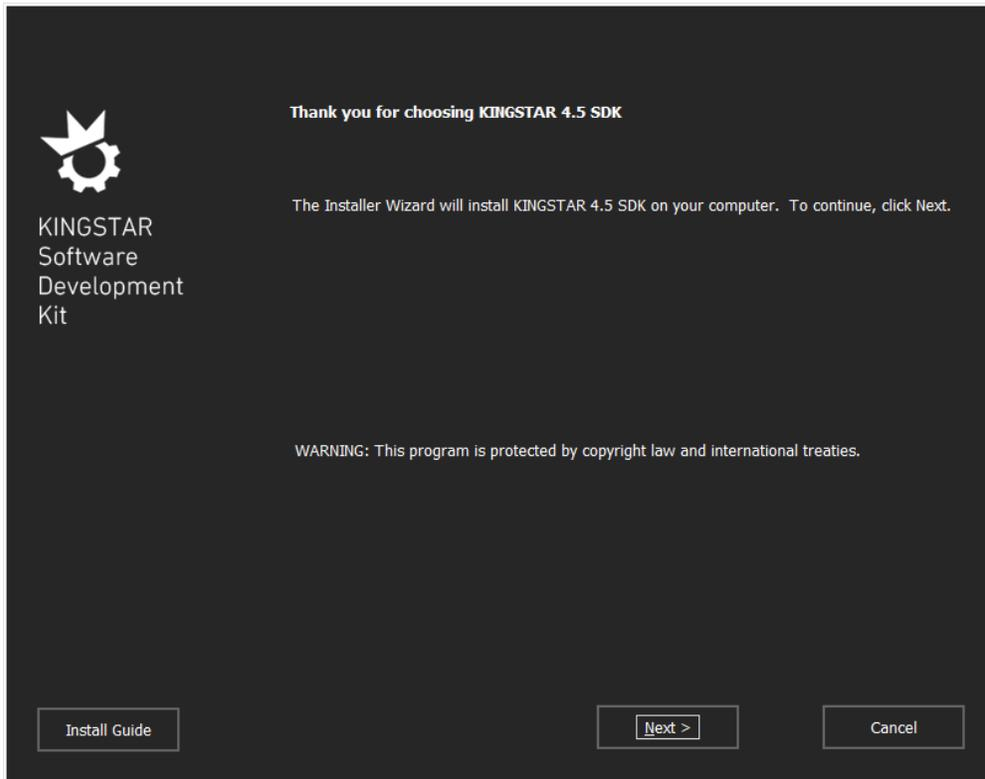 Thank you for choosing KINGSTAR 4.5 SDK
KINGSTAR
Software
Development
Kit
The Installer Wizard will install KINGSTAR 4.5 SDK on your computer.  To continue, click Next.
WARNING: This program is protected by copyright law and international treaties.
Install Guide
Next >
Cancel